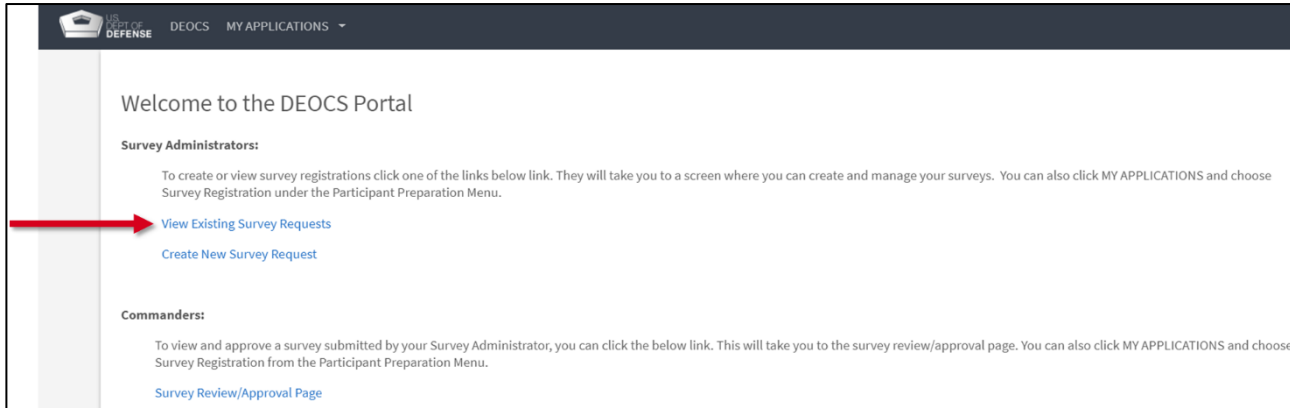 U.S.
DEPT OF
DEFENSE
DEOCS MY APPLICATIONS
Welcome to the DEOCS Portal
Survey Administrators:
To create or view survey registrations click one of the links below link. They will take you to a screen where you can create and manage your surveys. You can also click MY APPLICATIONS and choose
Survey Registration under the Participant Preparation Menu.
View Existing Survey Requests
Create New Survey Request
Commanders:
To view and approve a survey submitted by your Survey Administrator, you can click the below link. This will take you to the survey review/approval page. You can also click MY APPLICATIONS and choose
Survey Registration from the Participant Preparation Menu.
Survey Review/Approval Page